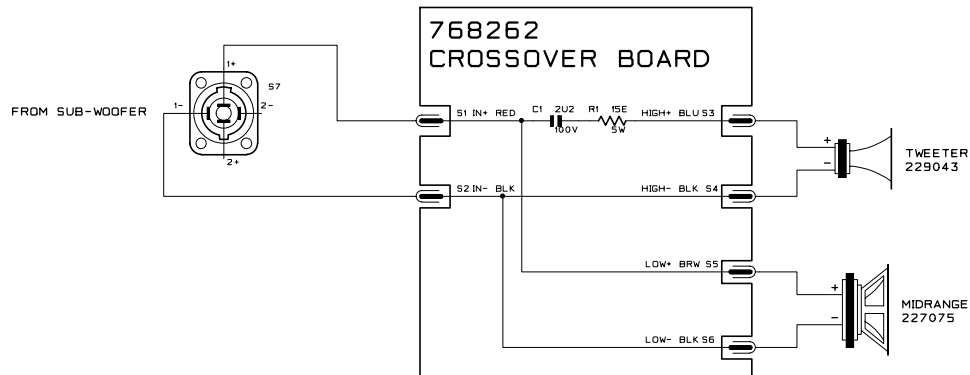 768262
CROSSOVER BOARD
1+
S7
1-
2-
2+
FROM SUB-WOOFER
S1 IN+ RED
C1 2U2
100V
R1 15E
5W
HIGH+ BLU S3
+
-
TWEETER
229043
S2 IN- BLK
HIGH- BLK S4
LOW+ BRW S5
+
-
MIDRANGE
227075
LOW- BLK S6